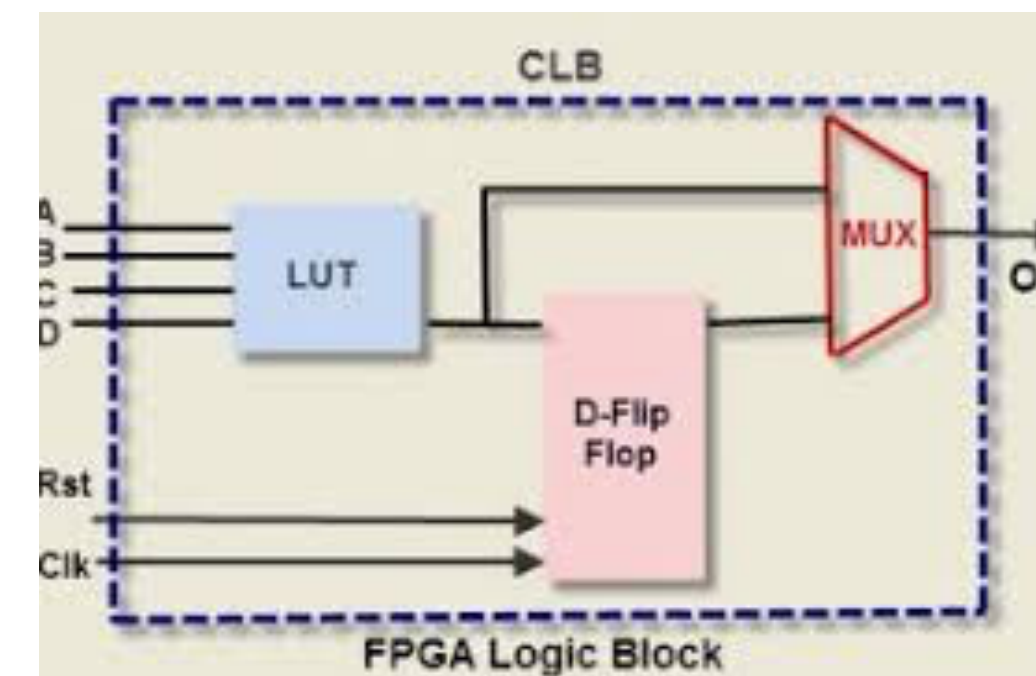 CLB
A
B
C
D
LUT
MUX
O
D-Flip
Flop
Rst
Clk
FPGA Logic Block